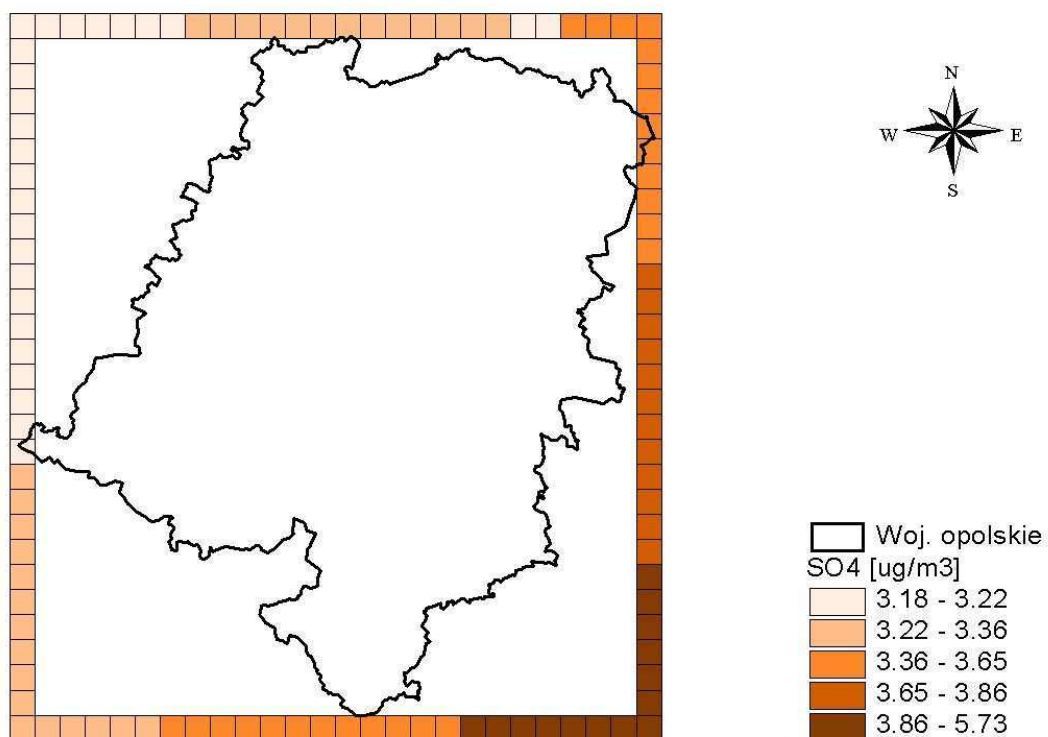 N
W E
S
Woj. opolskie
SO4 [ug/m3]
3.18 - 3.22
3.22 - 3.36
3.36 - 3.65
3.65 - 3.86
3.86 - 5.73